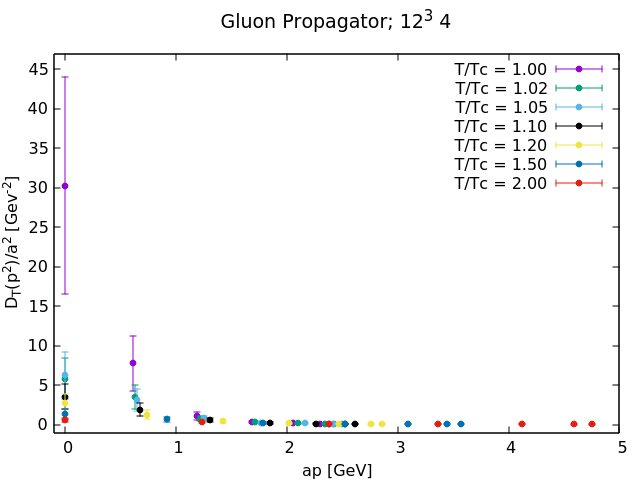 Gluon Propagator; 12³ 4
D_T(p²)/a² [Gev⁻²]
45
40
35
30
25
20
15
10
5
0
T/Tc = 1.00
T/Tc = 1.02
T/Tc = 1.05
T/Tc = 1.10
T/Tc = 1.20
T/Tc = 1.50
T/Tc = 2.00
0 1 2 3 4 5
ap [GeV]